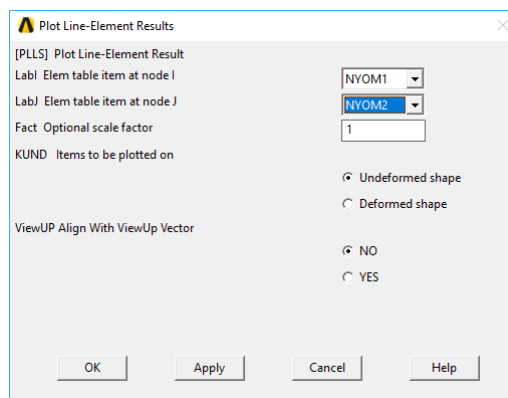 Plot Line-Element Results
[PLLS] Plot Line-Element Result
LabI Elem table item at node I NYOM1
LabJ Elem table item at node J NYOM2
Fact Optional scale factor 1
KUND Items to be plotted on
Undeformed shape
Deformed shape
ViewUP Align With ViewUp Vector
NO
YES
OK Apply Cancel Help